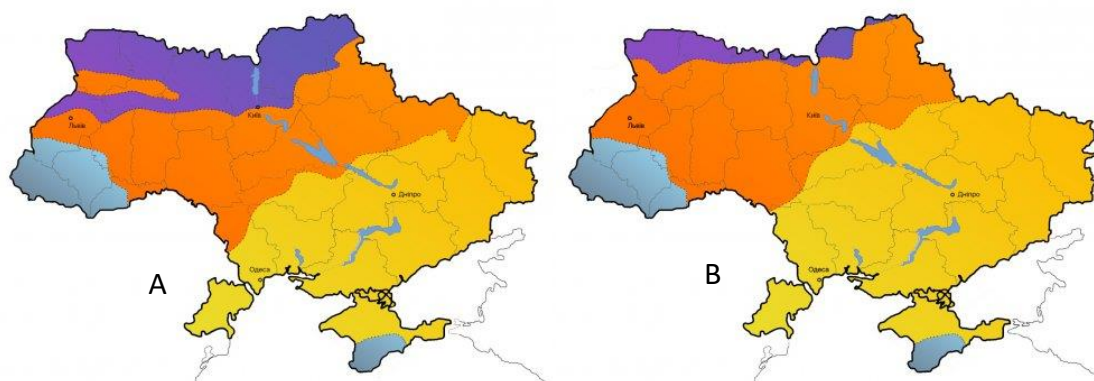 Львів
Київ
Дніпро
Одеса
A
Львів
Київ
Дніпро
Одеса
B